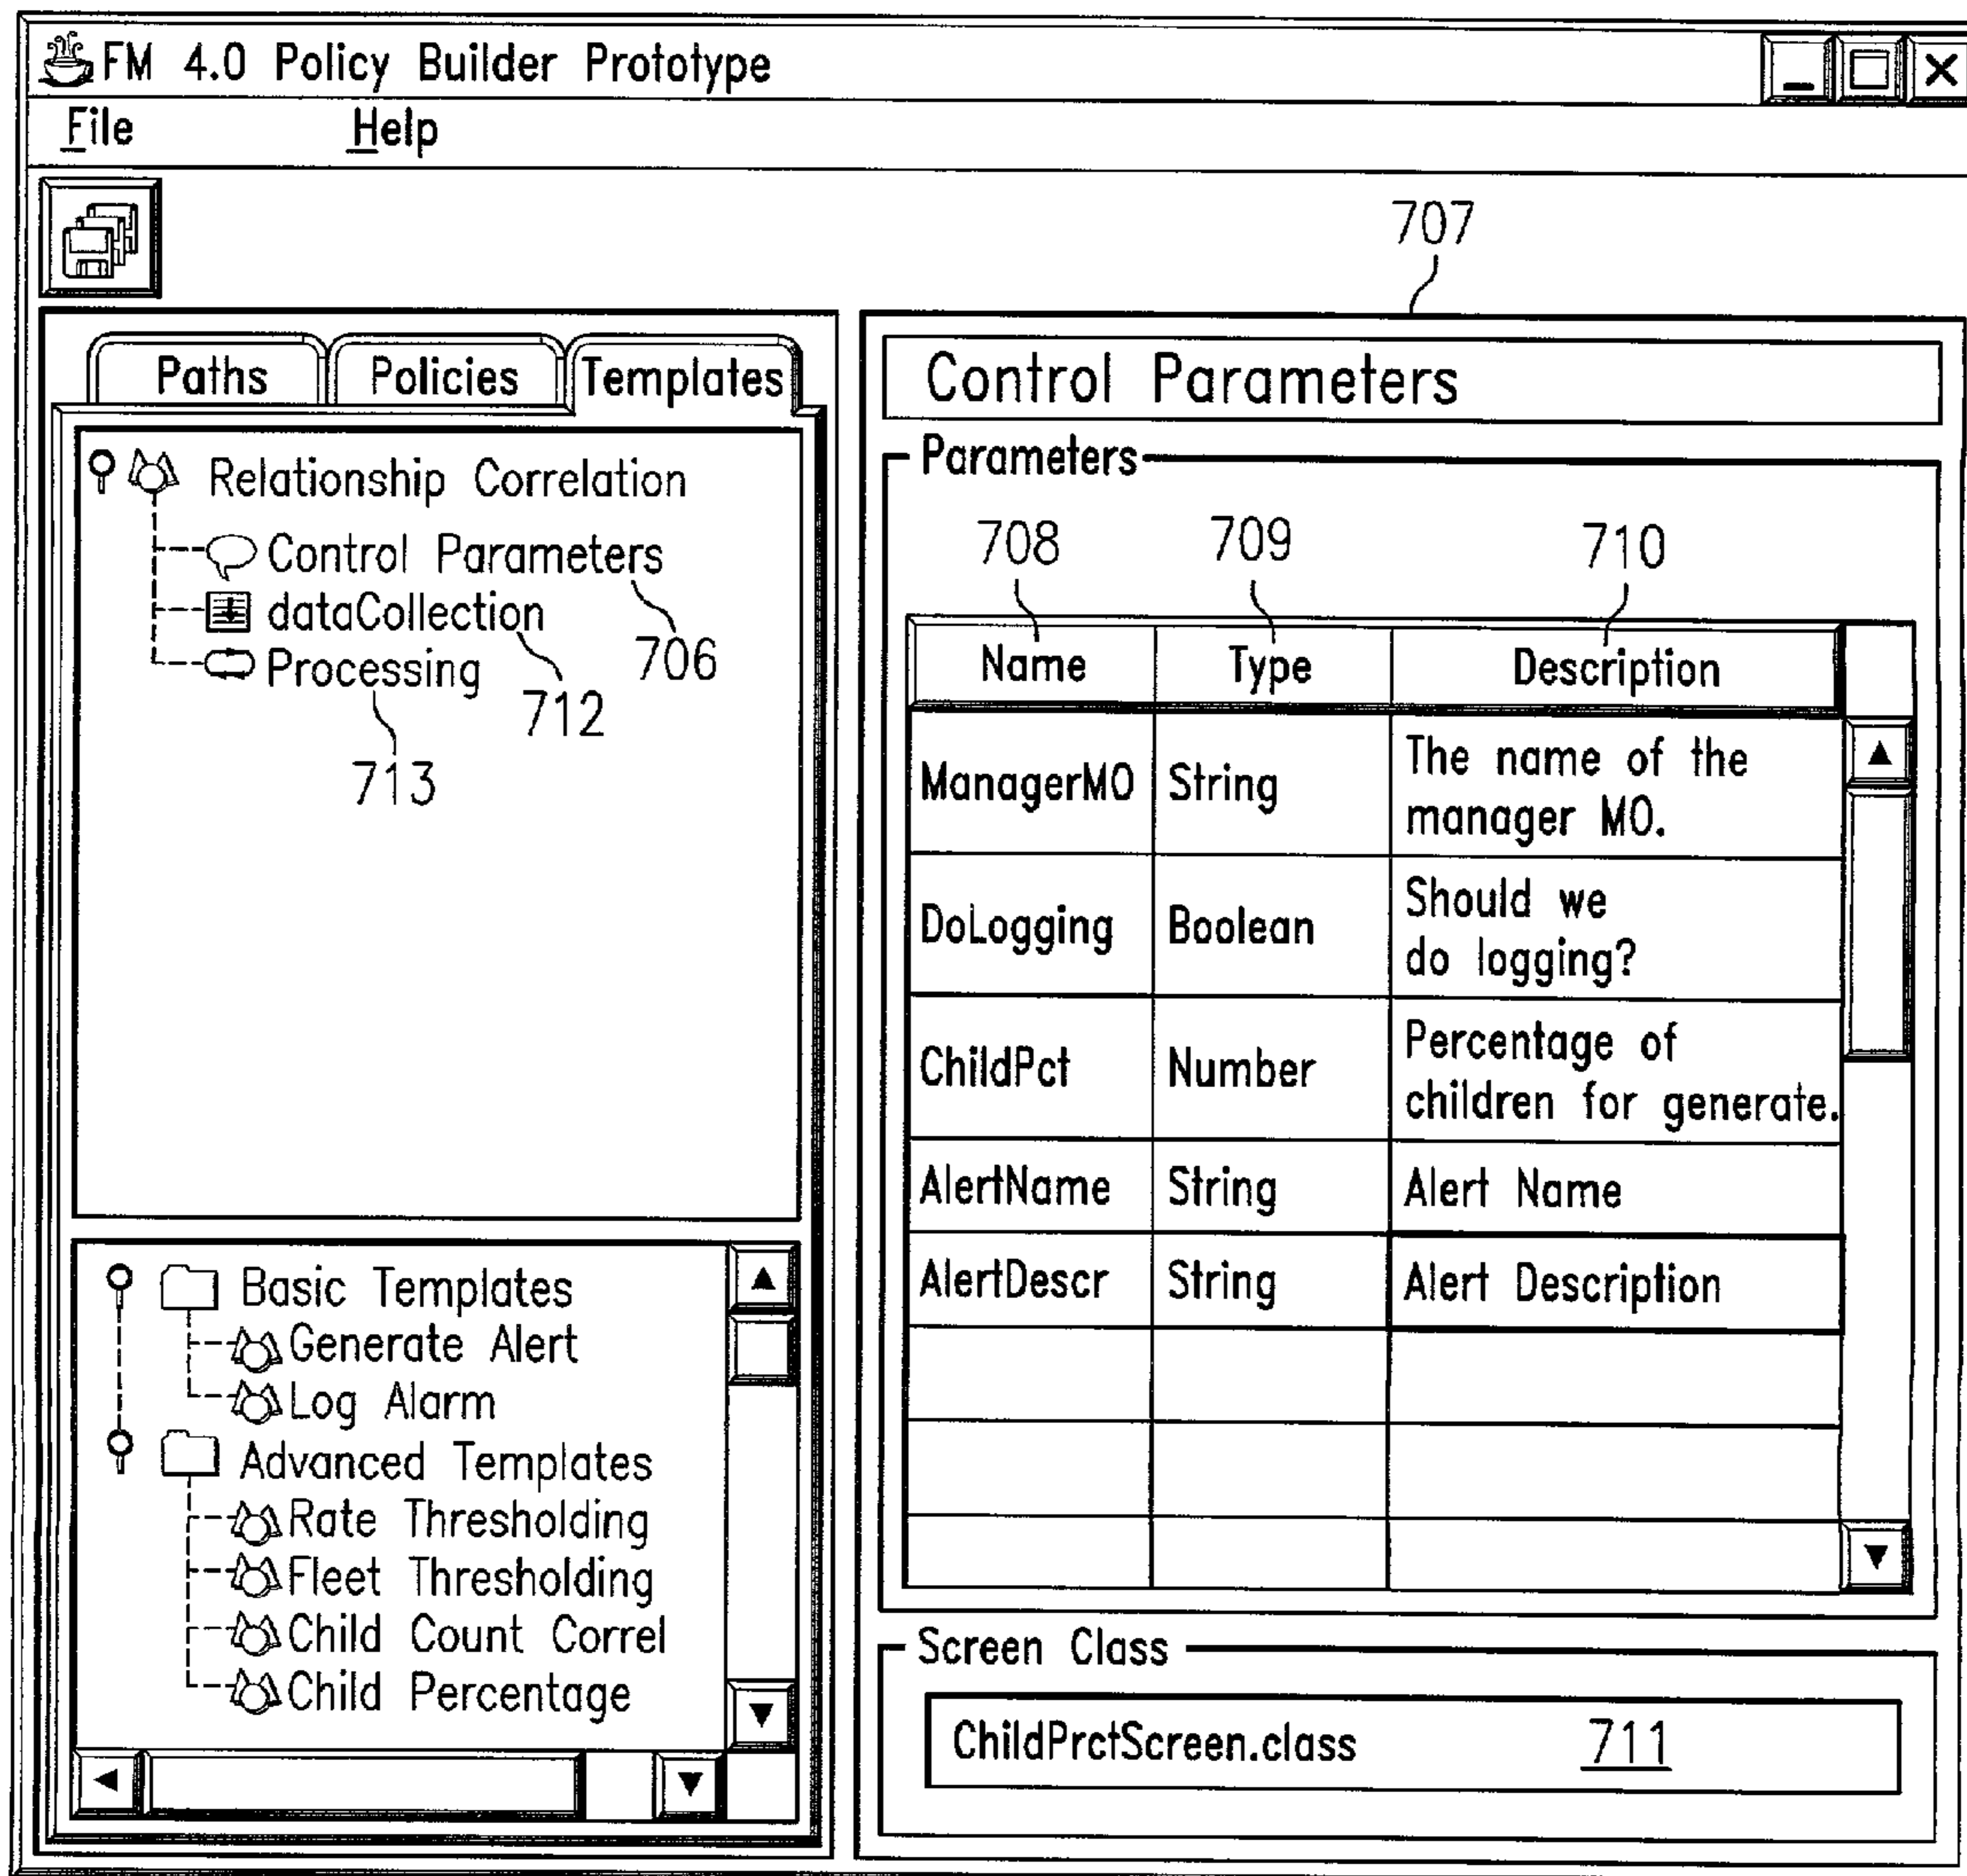 FM 4.0 Policy Builder Prototype
File Help
707
Paths Policies Templates
Relationship Correlation
Control Parameters
dataCollection
Processing
706
712
713
Basic Templates
Generate Alert
Log Alarm
Advanced Templates
Rate Thresholding
Fleet Thresholding
Child Count Correl
Child Percentage
Control Parameters
Parameters
708 709 710
Name Type Description
ManagerMO String The name of the
manager MO.
DoLogging Boolean Should we
do logging?
ChildPct Number Percentage of
children for generate.
AlertName String Alert Name
AlertDescr String Alert Description
Screen Class
ChildPrctScreen.class 711